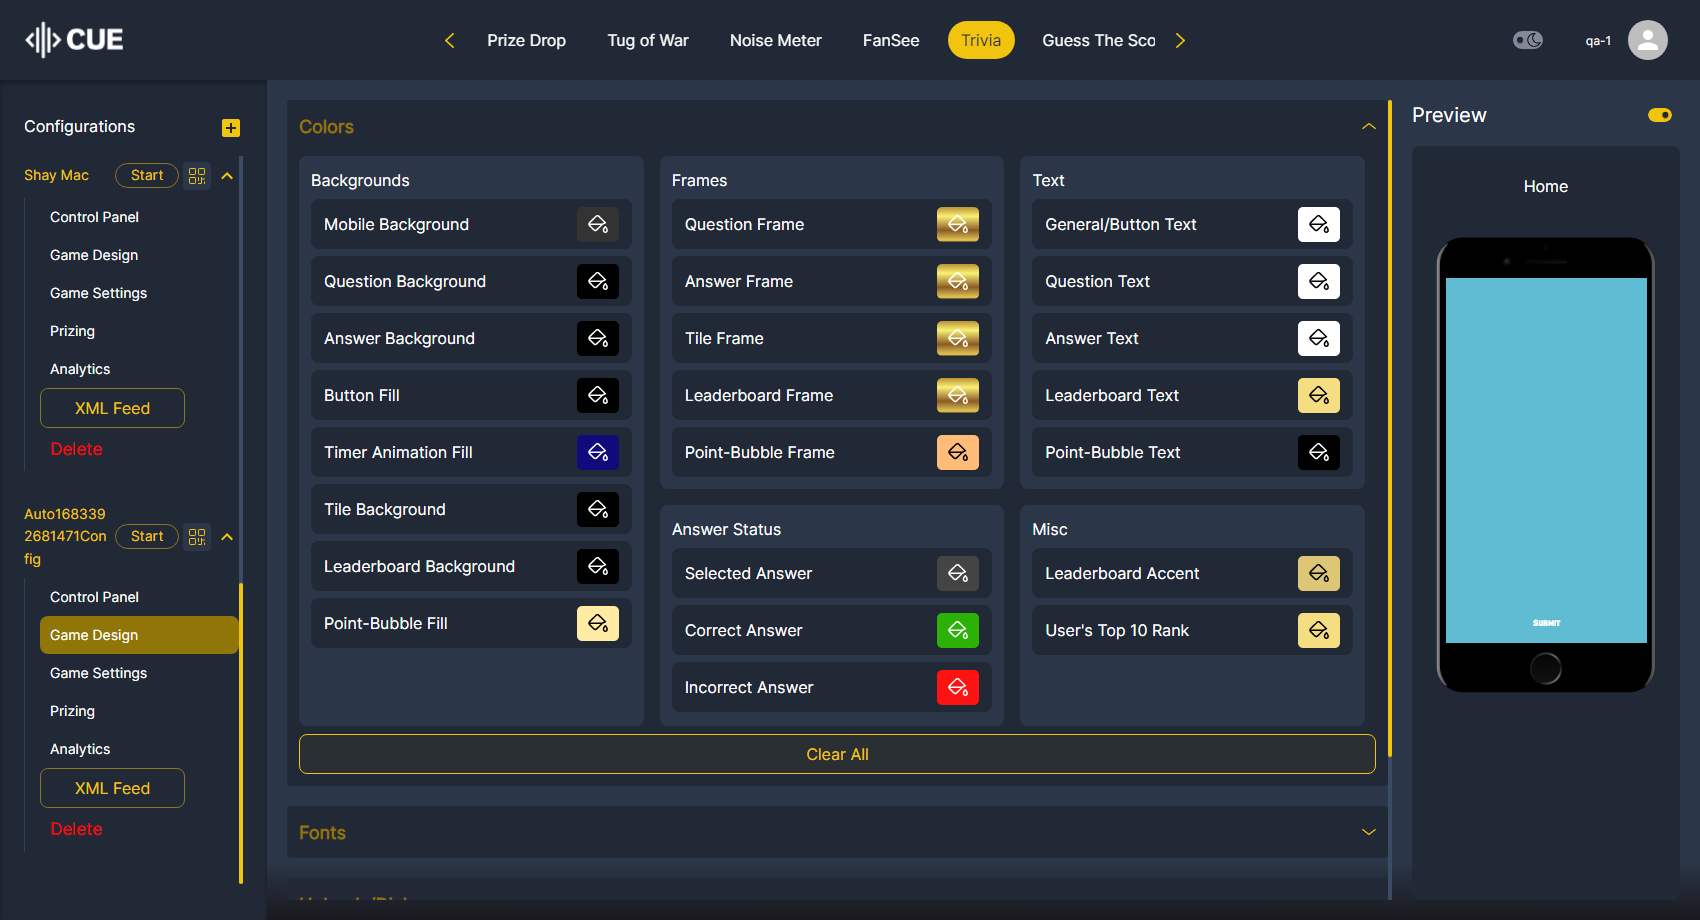 CUE
Prize Drop
Tug of War
Noise Meter
FanSee
Trivia
Guess The Sco
qa-1
Configurations
Shay Mac
Start
Control Panel
Game Design
Game Settings
Prizing
Analytics
XML Feed
Delete
Auto168339
2681471Con
fig
Start
Control Panel
Game Design
Game Settings
Prizing
Analytics
XML Feed
Delete
Colors
Backgrounds
Mobile Background
Question Background
Answer Background
Button Fill
Timer Animation Fill
Tile Background
Leaderboard Background
Point-Bubble Fill
Frames
Question Frame
Answer Frame
Tile Frame
Leaderboard Frame
Point-Bubble Frame
Text
General/Button Text
Question Text
Answer Text
Leaderboard Text
Point-Bubble Text
Answer Status
Selected Answer
Correct Answer
Incorrect Answer
Misc
Leaderboard Accent
User's Top 10 Rank
Clear All
Fonts
Preview
Home
SUBMIT